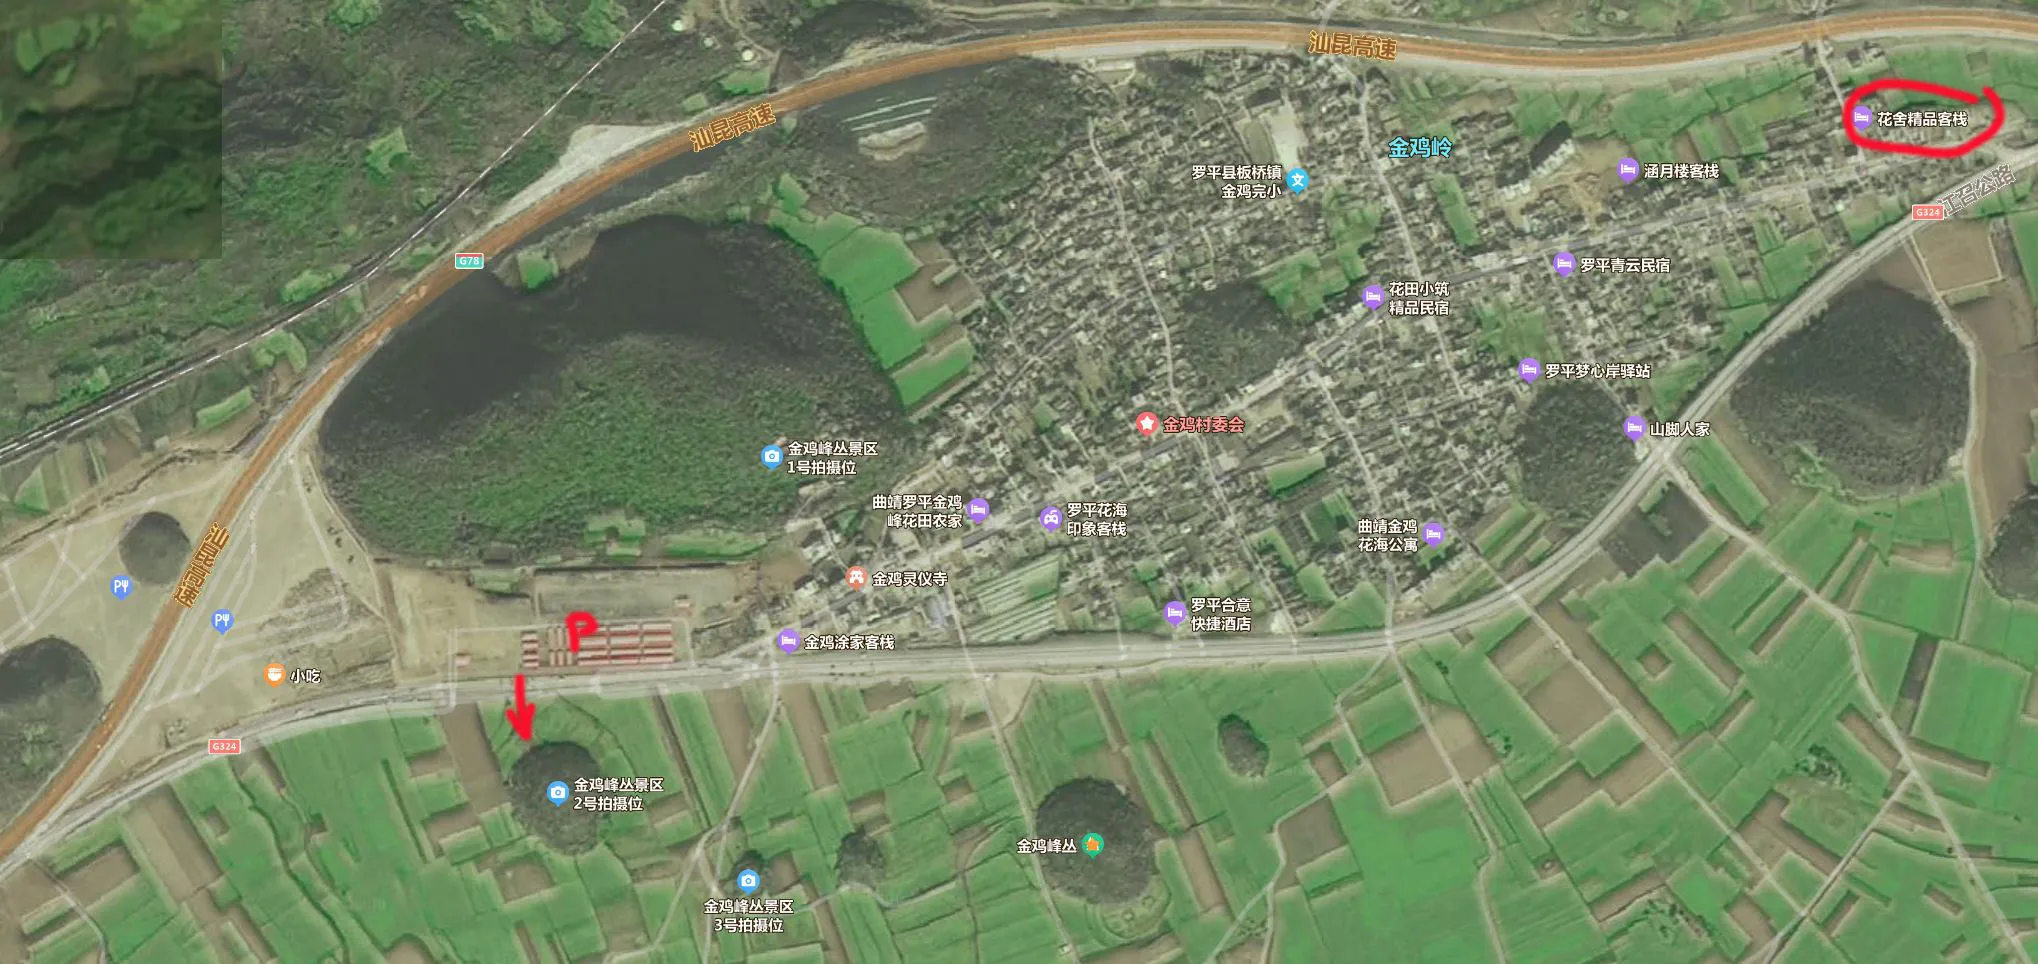 汕昆高速
汕昆高速
花舍精品客栈
金鸡岭
罗平县板桥镇
金鸡完小
涵月楼客栈
江召公路
G324
G78
罗平青云民宿
花田小筑
精品民宿
罗平梦心岸驿站
金鸡村委会
山脚人家
金鸡峰丛景区
1号拍摄位
曲靖罗平金鸡
峰花田农家
罗平花海
印象客栈
曲靖金鸡
花海公寓
汕昆高速
金鸡灵仪寺
罗平合意
快捷酒店
P
金鸡涂家客栈
小吃
G324
金鸡峰丛景区
2号拍摄位
金鸡峰丛
金鸡峰丛景区
3号拍摄位